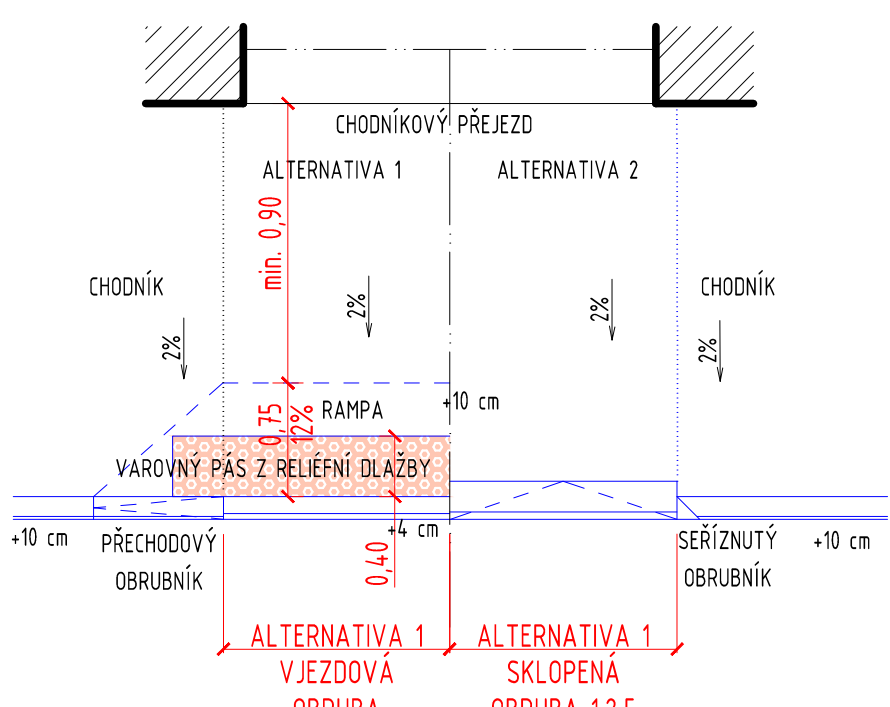 CHODNÍKOVÝ PŘEJEZD
ALTERNATIVA 1
ALTERNATIVA 2
min. 0,90
CHODNÍK
CHODNÍK
2%
2%
2%
2%
0,75
12%
RAMPA
+10 cm
VAROVNÝ PÁS Z RELIÉFNÍ DLAŽBY
+10 cm
PŘECHODOVÝ
OBRUBNÍK
+4 cm
0,40
SEŘÍZNUTÝ
OBRUBNÍK
+10 cm
ALTERNATIVA 1
VJEZDOVÁ
OBRUBA
ALTERNATIVA 1
SKLOPENÁ
OBRUBA